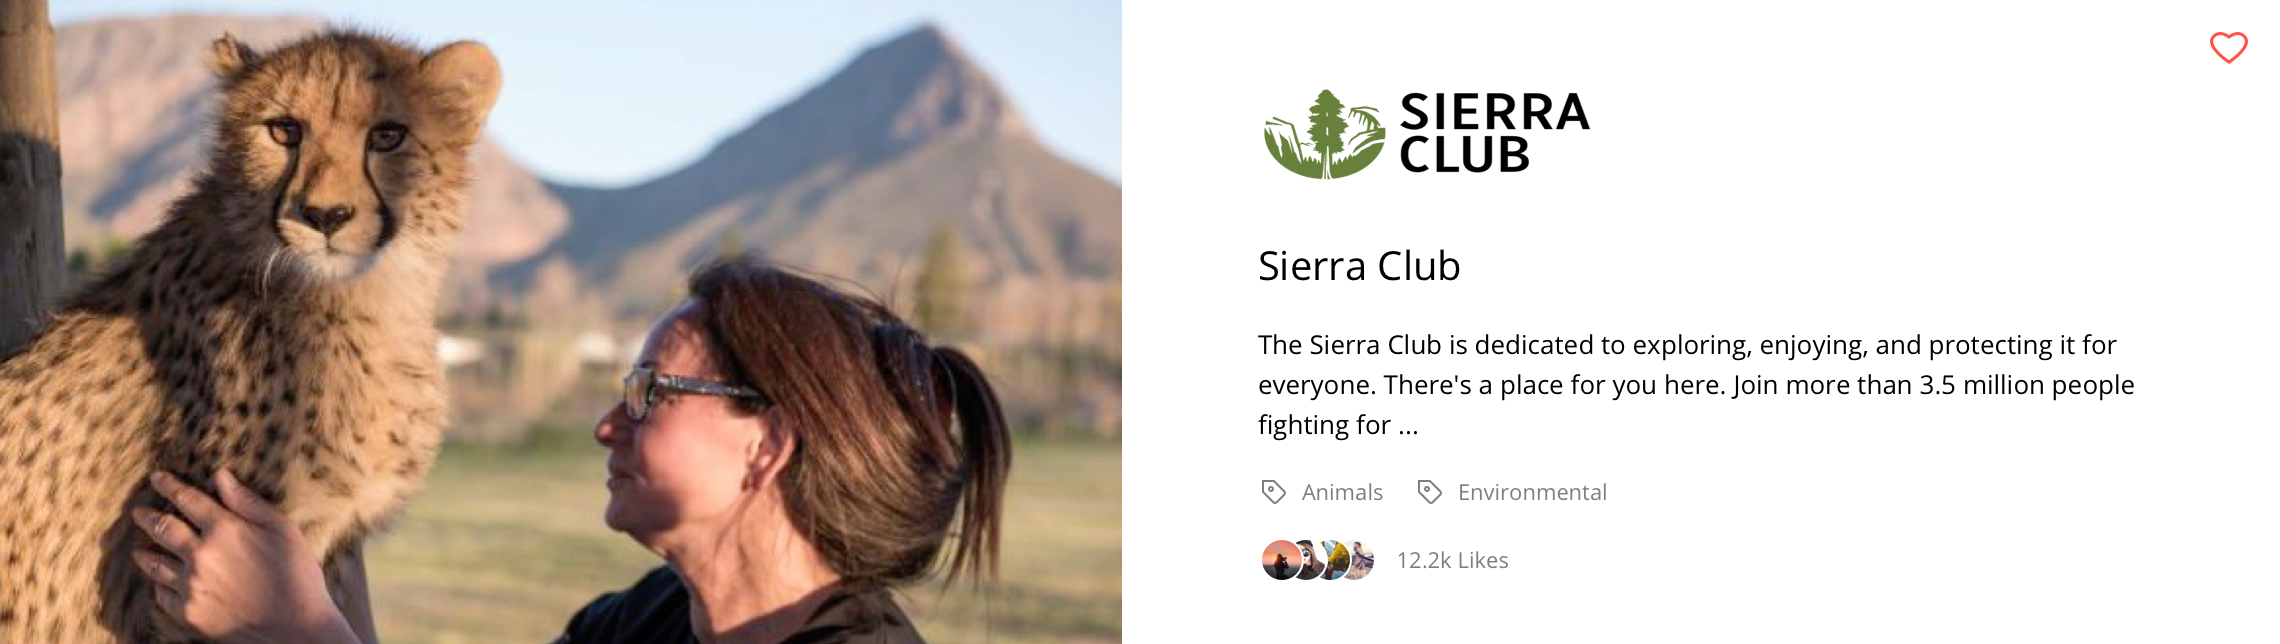 SIERRA
CLUB
Sierra Club
The Sierra Club is dedicated to exploring, enjoying, and protecting it for
everyone. There's a place for you here. Join more than 3.5 million people
fighting for ...
Animals Environmental
12.2k Likes